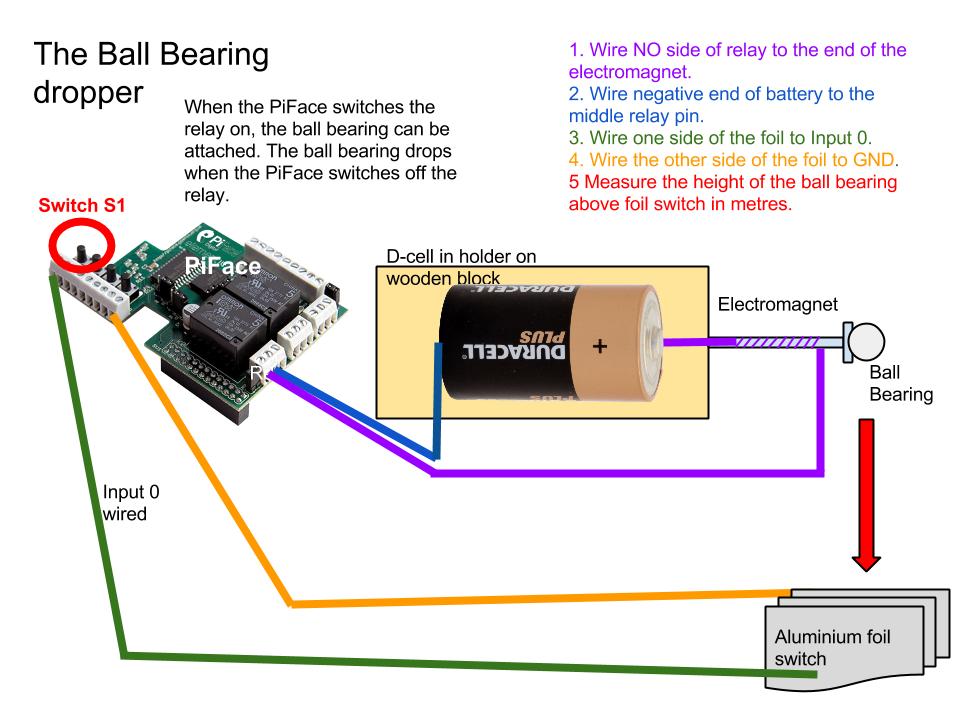 The Ball Bearing
dropper
When the PiFace switches the
relay on, the ball bearing can be
attached. The ball bearing drops
when the PiFace switches off the
relay.
1. Wire NO side of relay to the end of the
electromagnet.
2. Wire negative end of battery to the
middle relay pin.
3. Wire one side of the foil to Input 0.
4. Wire the other side of the foil to GND.
5 Measure the height of the ball bearing
above foil switch in metres.
Switch S1
PiFace
D-cell in holder on
wooden block
DURACELL
DURACELL
PLUS
+
Electromagnet
Ball
Bearing
Input 0
wired
Aluminium foil
switch